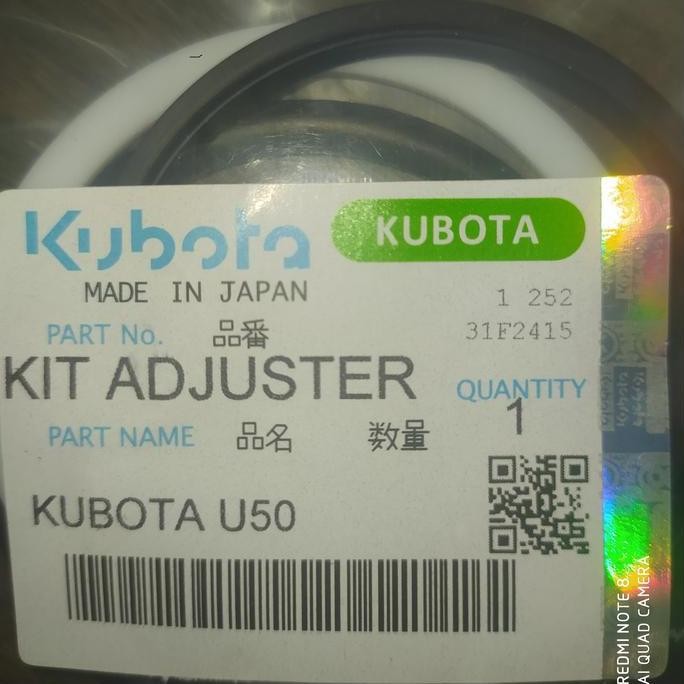 Kubota KUBOTA
MADE IN JAPAN
1 252
PART No. 品番 31F2415
KIT ADJUSTER
QUANTITY
1
PART NAME 品名 数量
KUBOTA U50
REDMI NOTE 8
AI QUAD CAMERA